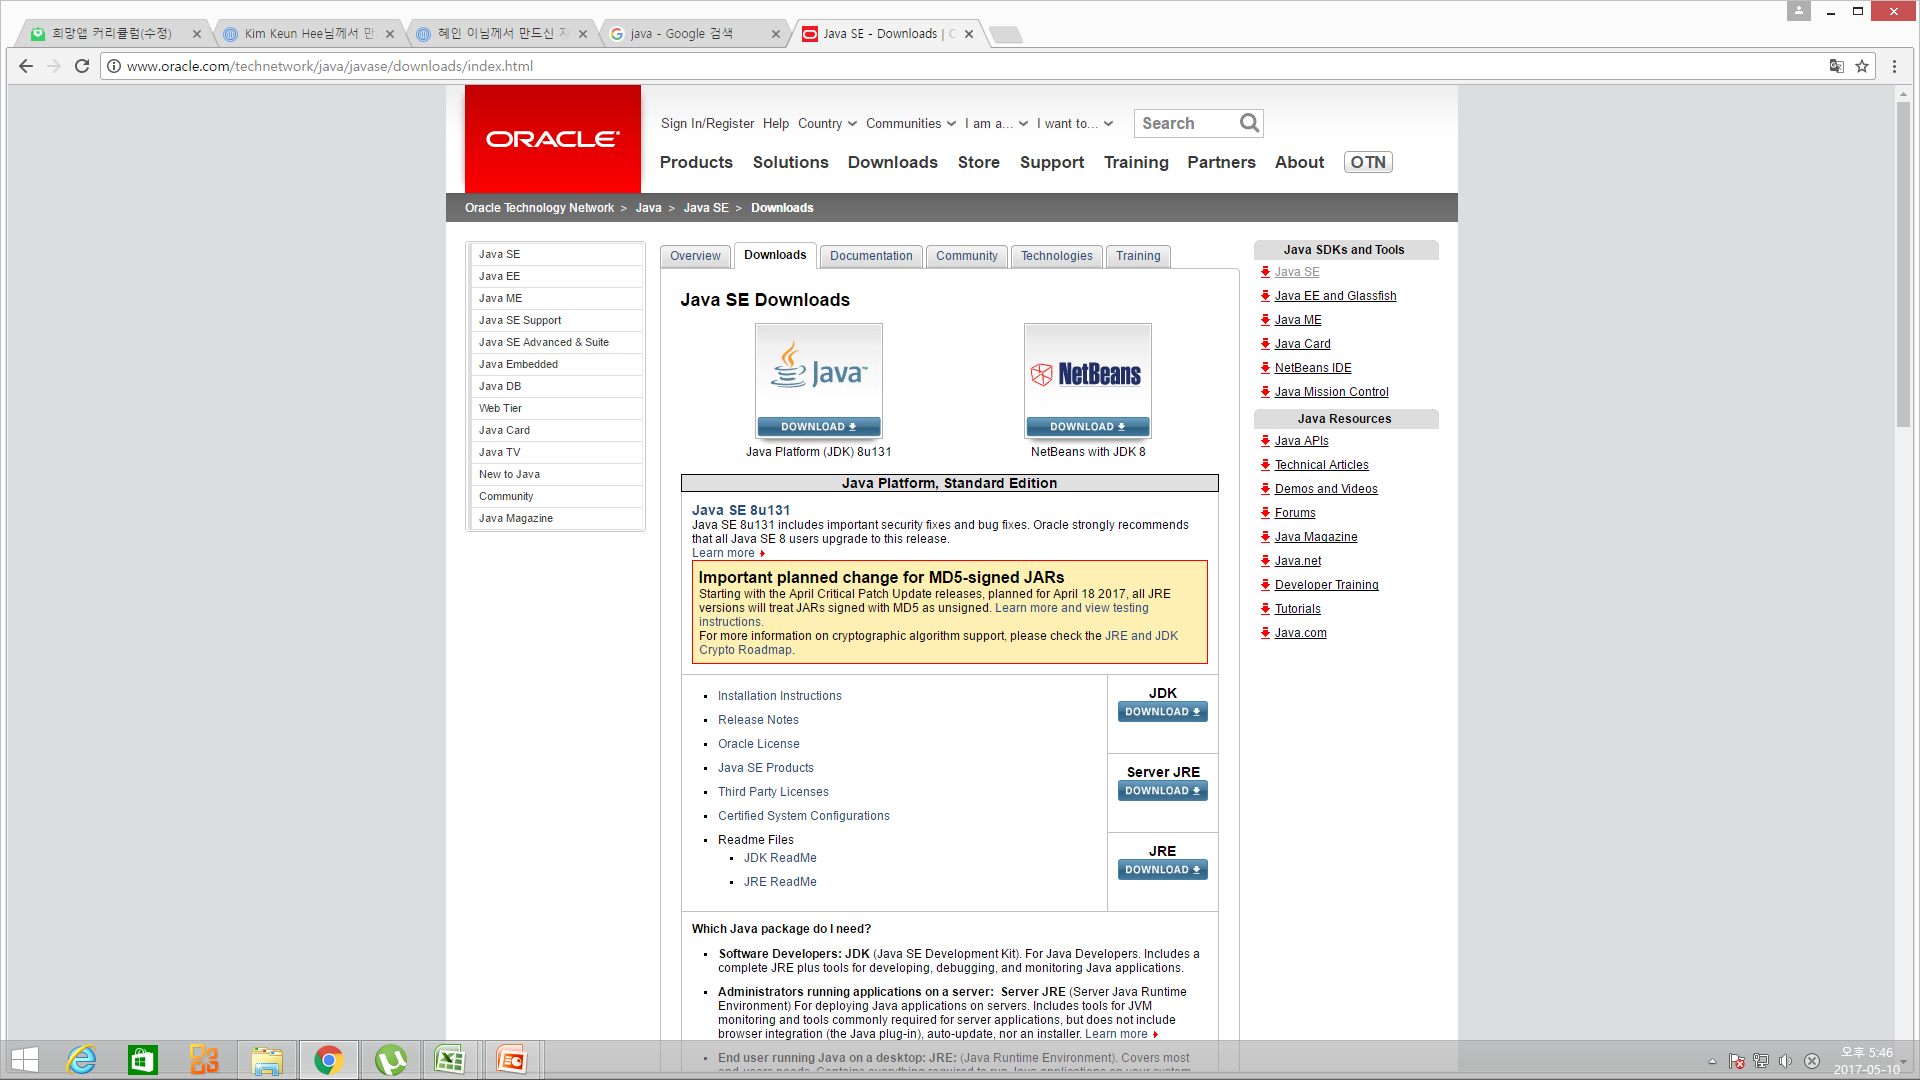 희망앱 커리큘럼(수정)
Kim Keun Hee님께서 만
혜인 이님께서 만드신 자
java - Google 검색
Java SE - Downloads |
www.oracle.com/technetwork/java/javase/downloads/index.html
ORACLE
Sign In/Register Help Country Communities I am a... I want to... Search
Products Solutions Downloads Store Support Training Partners About OTN
Oracle Technology Network > Java > Java SE > Downloads
Java SE
Java EE
Java ME
Java SE Support
Java SE Advanced & Suite
Java Embedded
Java DB
Web Tier
Java Card
Java TV
New to Java
Community
Java Magazine
Overview Downloads Documentation Community Technologies Training
Java SE Downloads
Java™
DOWNLOAD
Java Platform (JDK) 8u131
NetBeans
DOWNLOAD
NetBeans with JDK 8
Java Platform, Standard Edition
Java SE 8u131
Java SE 8u131 includes important security fixes and bug fixes. Oracle strongly recommends
that all Java SE 8 users upgrade to this release.
Learn more
Important planned change for MD5-signed JARs
Starting with the April Critical Patch Update releases, planned for April 18 2017, all JRE
versions will treat JARs signed with MD5 as unsigned. Learn more and view testing
instructions.
For more information on cryptographic algorithm support, please check the JRE and JDK
Crypto Roadmap.
Installation Instructions
Release Notes
Oracle License
Java SE Products
Third Party Licenses
Certified System Configurations
Readme Files
JDK ReadMe
JRE ReadMe
JDK
DOWNLOAD
Server JRE
DOWNLOAD
JRE
DOWNLOAD
Which Java package do I need?
Software Developers: JDK (Java SE Development Kit). For Java Developers. Includes a
complete JRE plus tools for developing, debugging, and monitoring Java applications.
Administrators running applications on a server: Server JRE (Server Java Runtime
Environment) For deploying Java applications on servers. Includes tools for JVM
monitoring and tools commonly required for server applications, but does not include
browser integration (the Java plug-in), auto-update, nor an installer. Learn more
End user running Java on a desktop: JRE: (Java Runtime Environment). Covers most
Java SDKs and Tools
Java SE
Java EE and Glassfish
Java ME
Java Card
NetBeans IDE
Java Mission Control
Java Resources
Java APIs
Technical Articles
Demos and Videos
Forums
Java Magazine
Java.net
Developer Training
Tutorials
Java.com
오후 5:46
2017-05-10